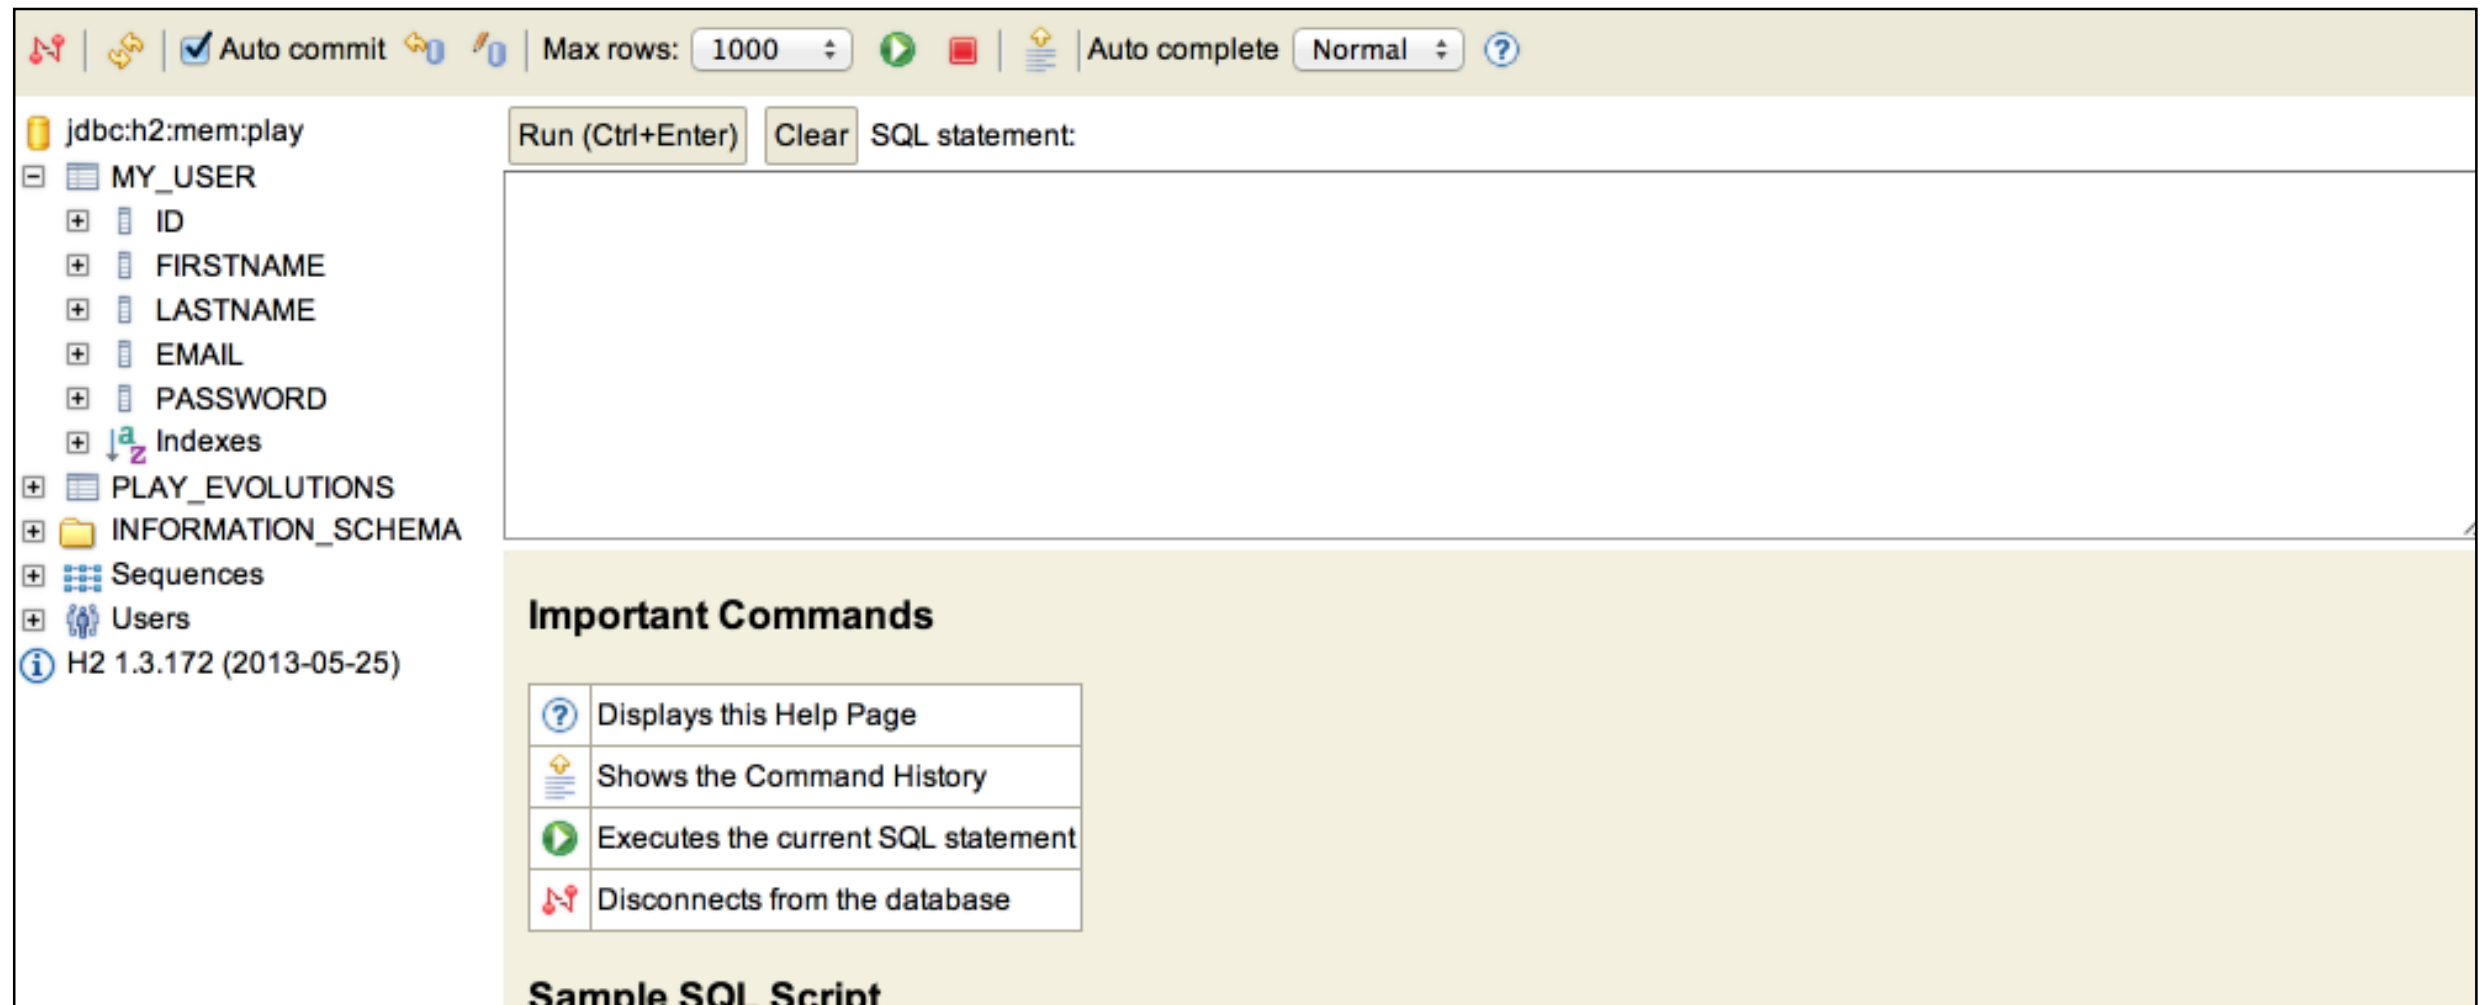 Auto commit Max rows: 1000 Auto complete Normal
jdbc:h2:mem:play
MY_USER
ID
FIRSTNAME
LASTNAME
EMAIL
PASSWORD
Indexes
PLAY_EVOLUTIONS
INFORMATION_SCHEMA
Sequences
Users
H2 1.3.172 (2013-05-25)
Run (Ctrl+Enter) Clear SQL statement:
Important Commands
Displays this Help Page
Shows the Command History
Executes the current SQL statement
Disconnects from the database
Sample SQL Script